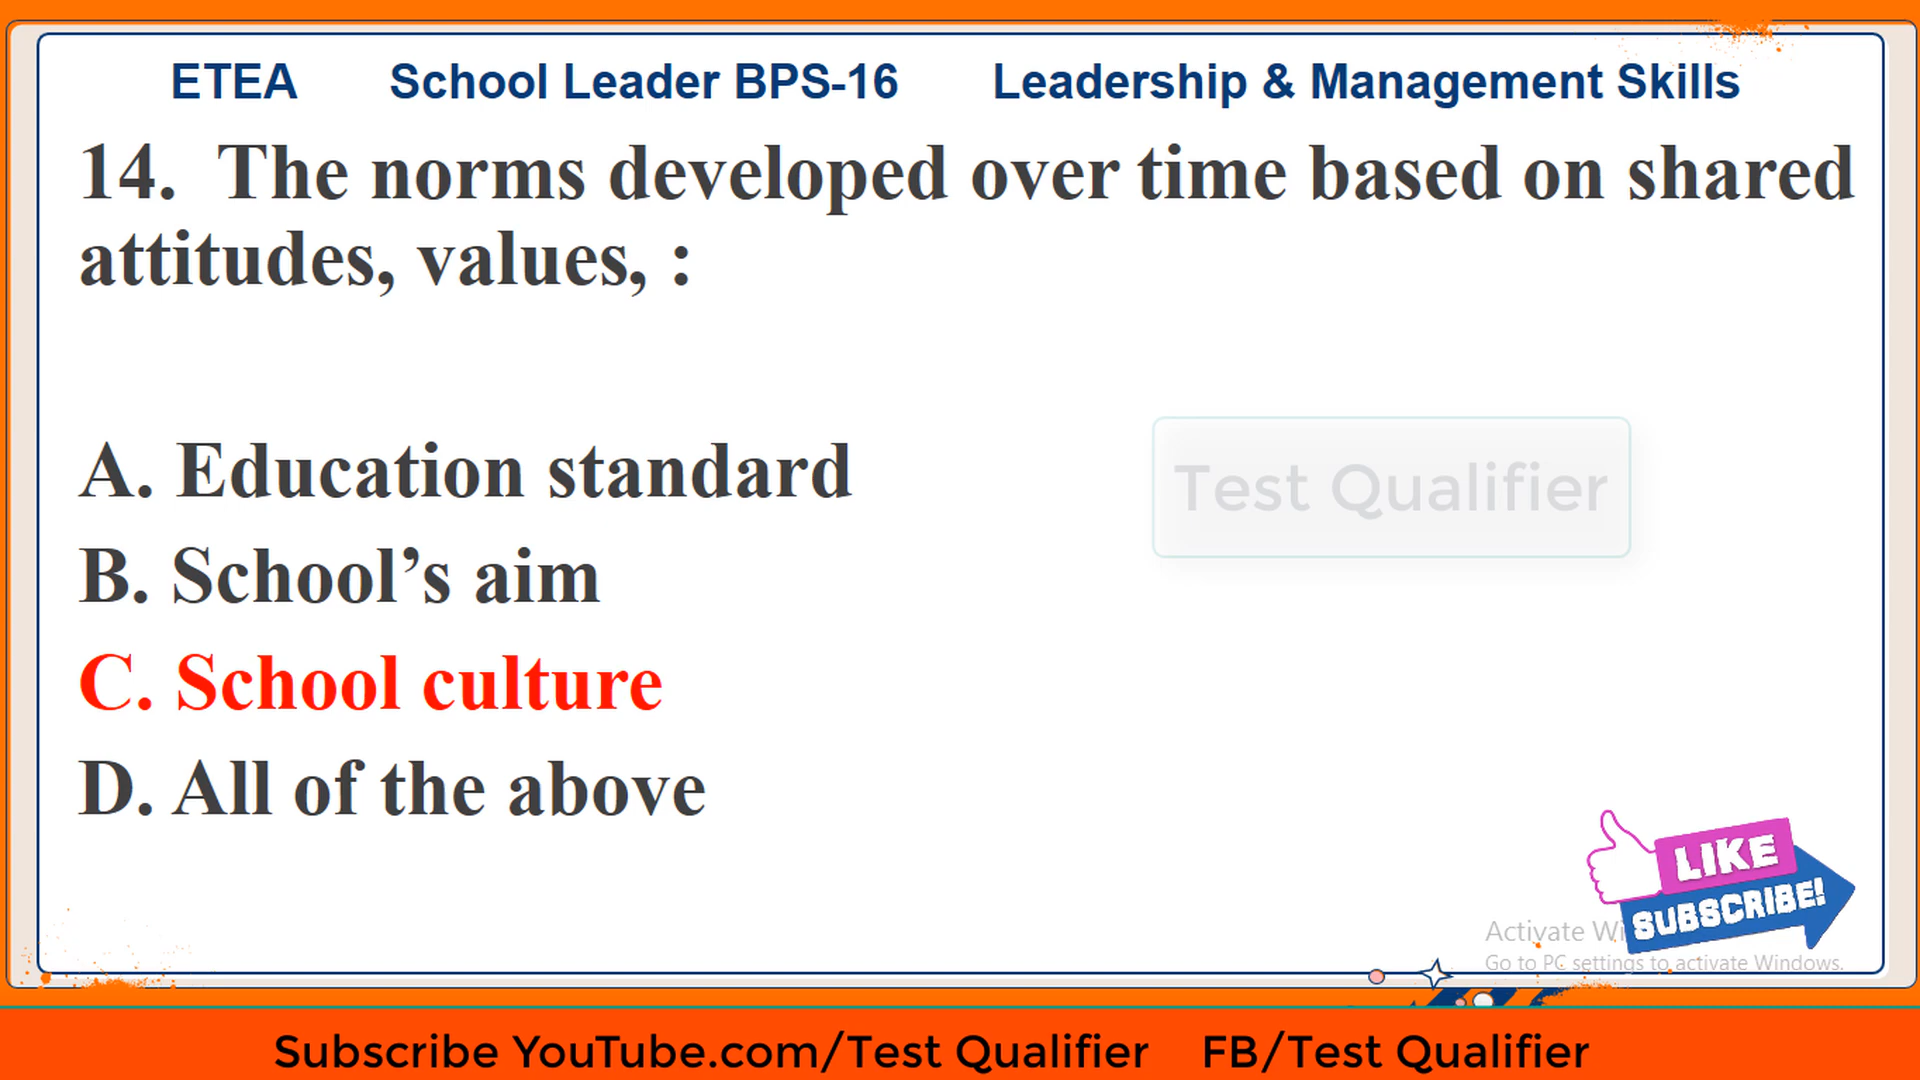 ETEA School Leader BPS-16 Leadership & Management Skills
14. The norms developed over time based on shared
attitudes, values, :
A. Education standard
Test Qualifier
B. School’s aim
C. School culture
D. All of the above
LIKE
SUBSCRIBE!
Activate Wi
Go to PC settings to activate Windows.
Subscribe YouTube.com/Test Qualifier FB/Test Qualifier